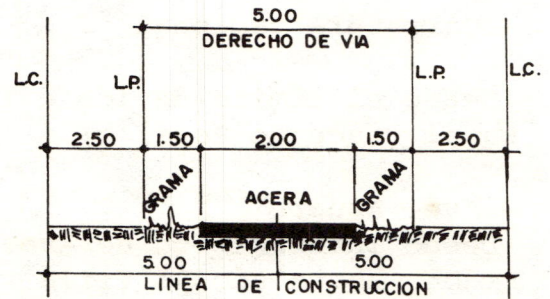 5.00
DERECHO DE VIA
L.C.
L.P.
L.P.
L.C.
2.50 1.50 2.00 1.50 2.50
GRAMA
ACERA
GRAMA
5.00 5.00
LINEA DE CONSTRUCCION